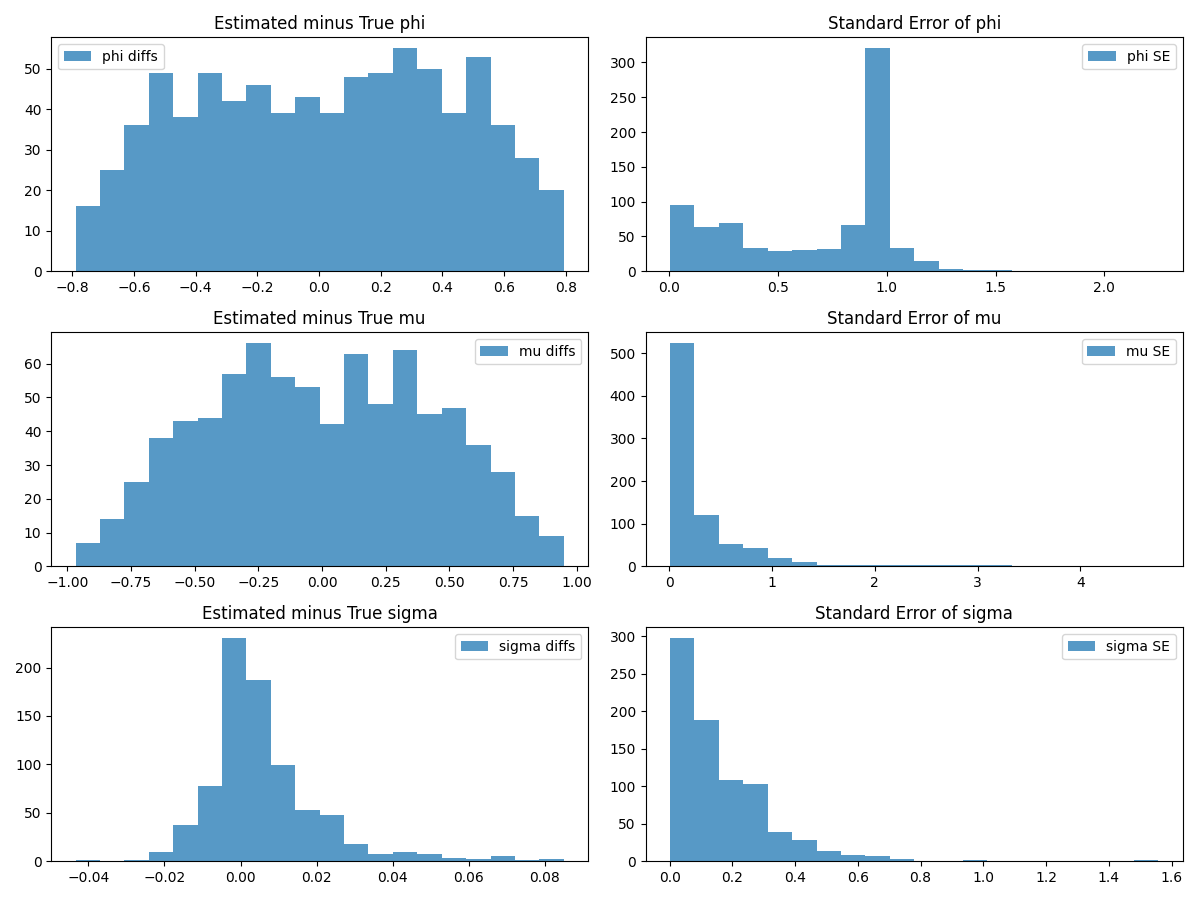 Estimated minus True phi
phi diffs
50
40
30
20
10
0
−0.8 −0.6 −0.4 −0.2 0.0 0.2 0.4 0.6 0.8
Standard Error of phi
phi SE
300
250
200
150
100
50
0
0.0 0.5 1.0 1.5 2.0
Estimated minus True mu
mu diffs
60
50
40
30
20
10
0
−1.00 −0.75 −0.50 −0.25 0.00 0.25 0.50 0.75 1.00
Standard Error of mu
mu SE
500
400
300
200
100
0
0 1 2 3 4
Estimated minus True sigma
sigma diffs
200
150
100
50
0
−0.04 −0.02 0.00 0.02 0.04 0.06 0.08
Standard Error of sigma
sigma SE
300
250
200
150
100
50
0
0.0 0.2 0.4 0.6 0.8 1.0 1.2 1.4 1.6